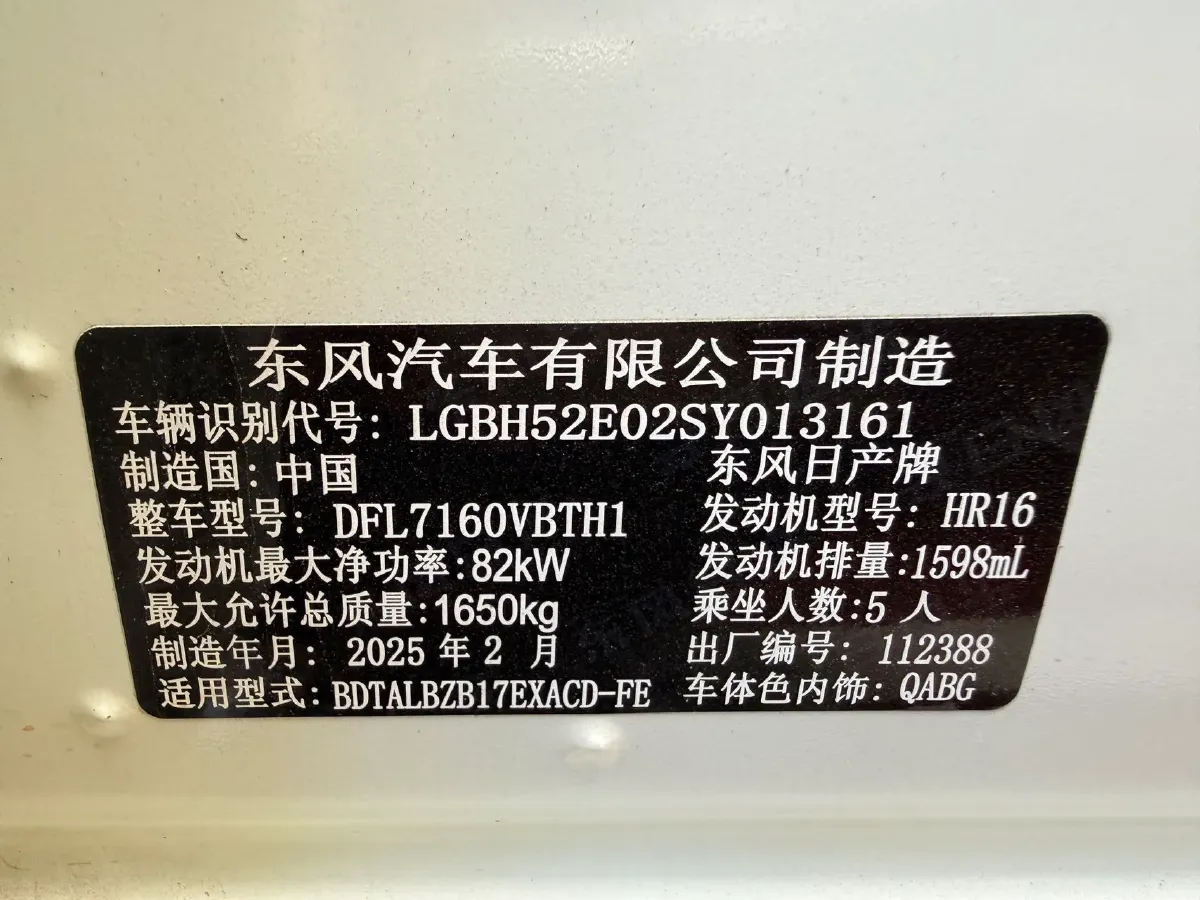 东风汽车有限公司制造
车辆识别代号: LGBH52E02SY013161
制造国: 中国 东风日产牌
整车型号: DFL7160VBTH1 发动机型号: HR16
发动机最大净功率:82kW 发动机排量:1598mL
最大允许总质量:1650kg 乘坐人数:5 人
制造年月: 2025 年 2 月 出厂编号: 112388
适用型式: BDTALBZB17EXACD-FE 车体色内饰: QABG